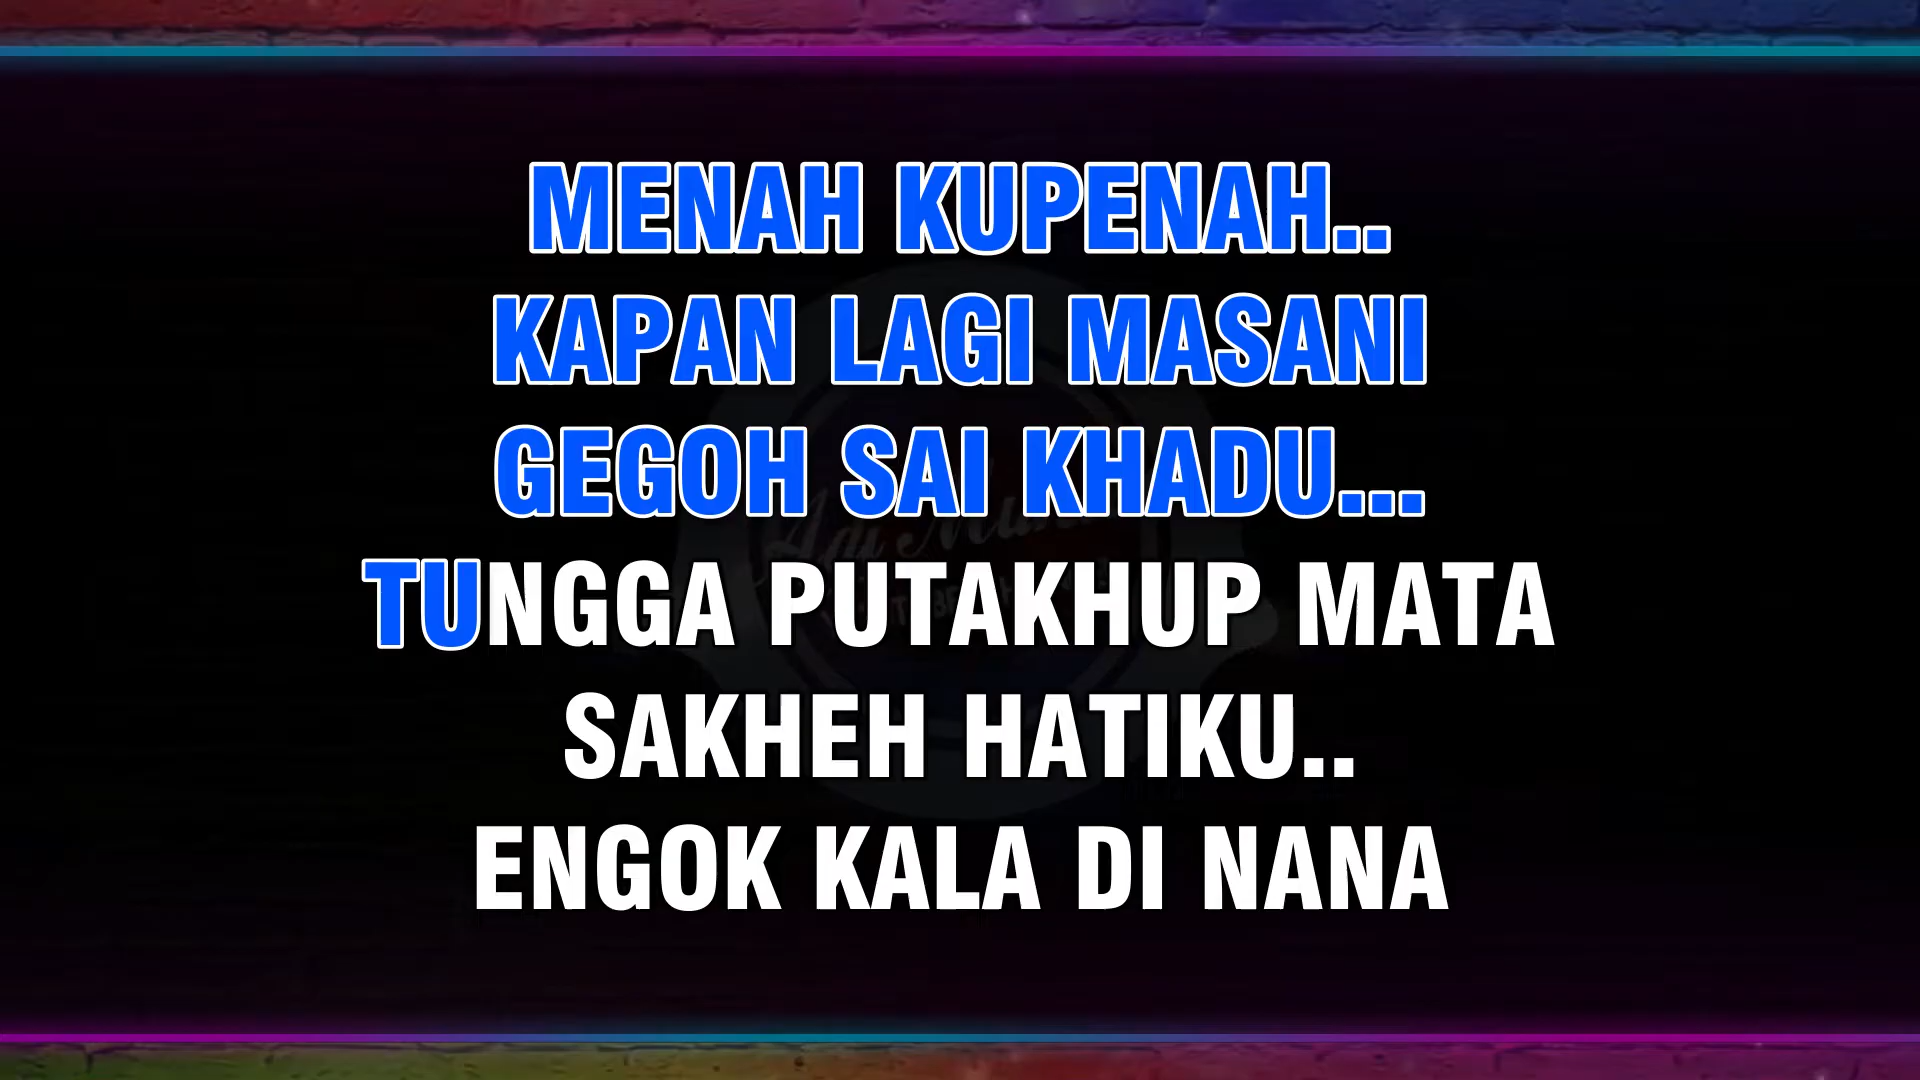 MENAH KUPENAH..
KAPAN LAGI MASANI
GEGOH SAI KHADU...
TUNGGA PUTAKHUP MATA
SAKHEH HATIKU..
ENGOK KALA DI NANA